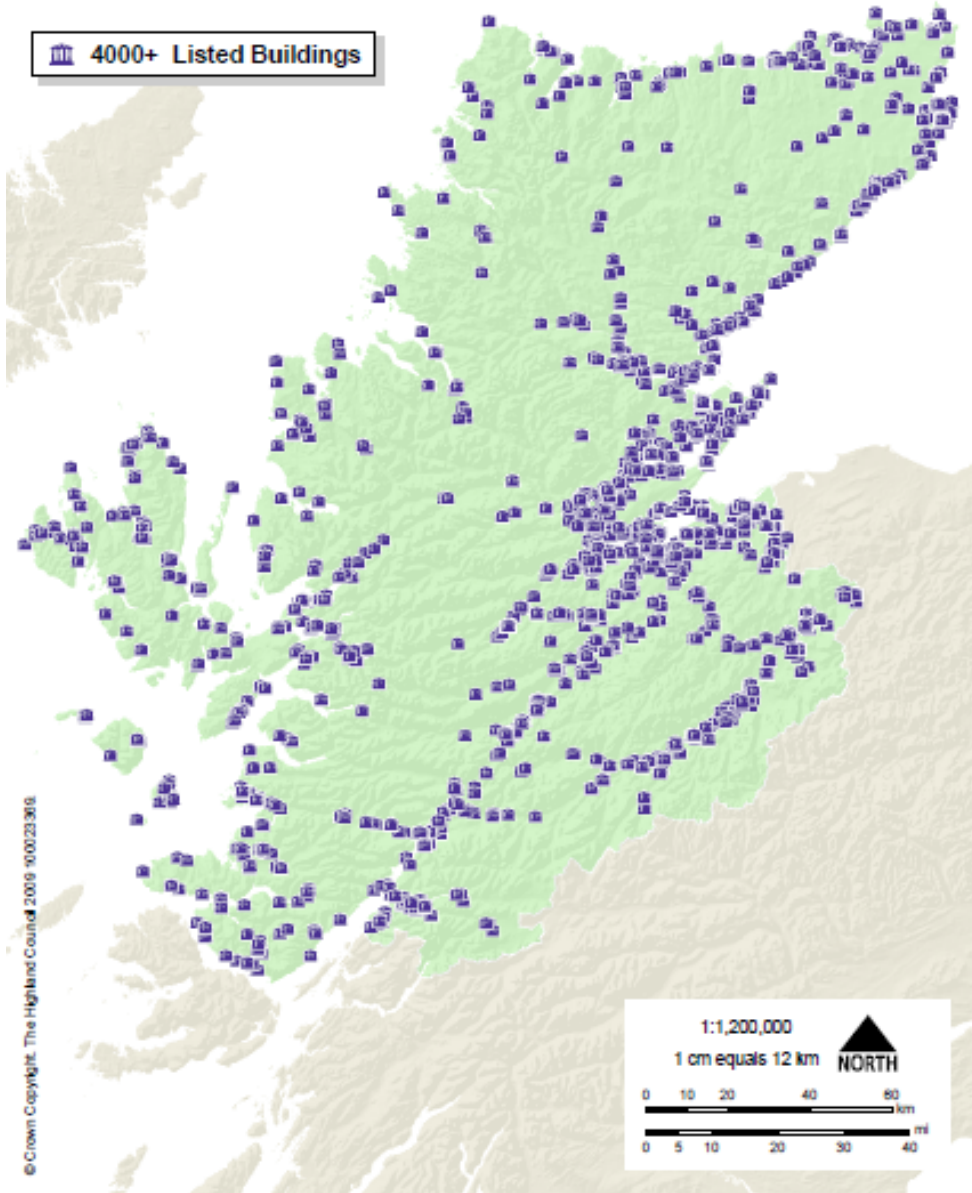 4000+ Listed Buildings
© Crown Copyright. The Highland Council 2009 100023369.
1:1,200,000
1 cm equals 12 km
NORTH
0 10 20 40 60
km
mi
0 5 10 20 30 40